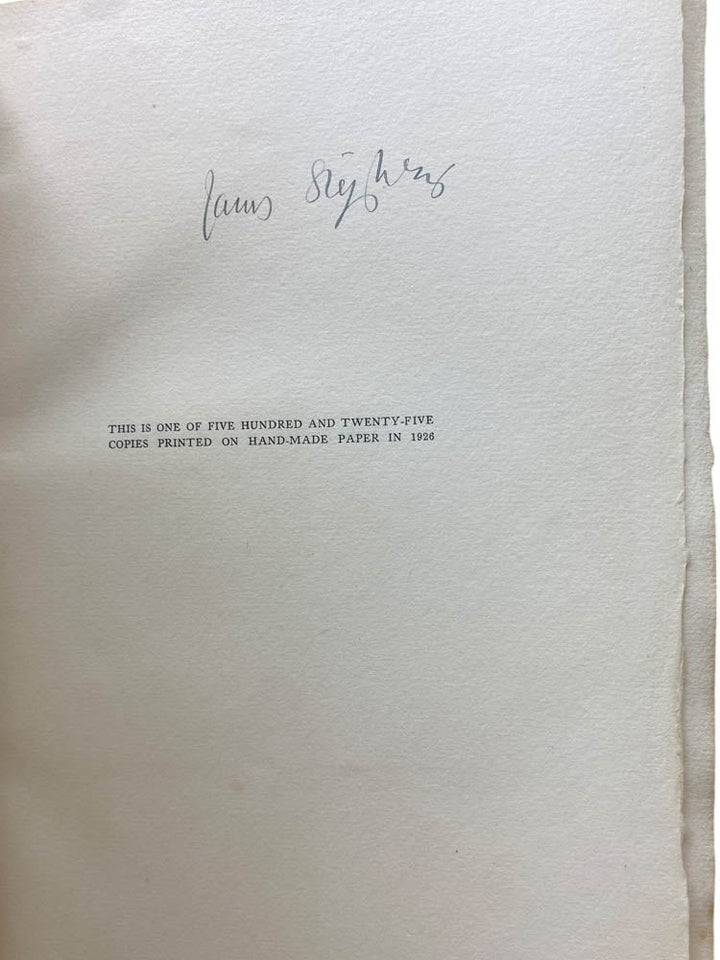 James Stephens
THIS IS ONE OF FIVE HUNDRED AND TWENTY-FIVE
COPIES PRINTED ON HAND-MADE PAPER IN 1926